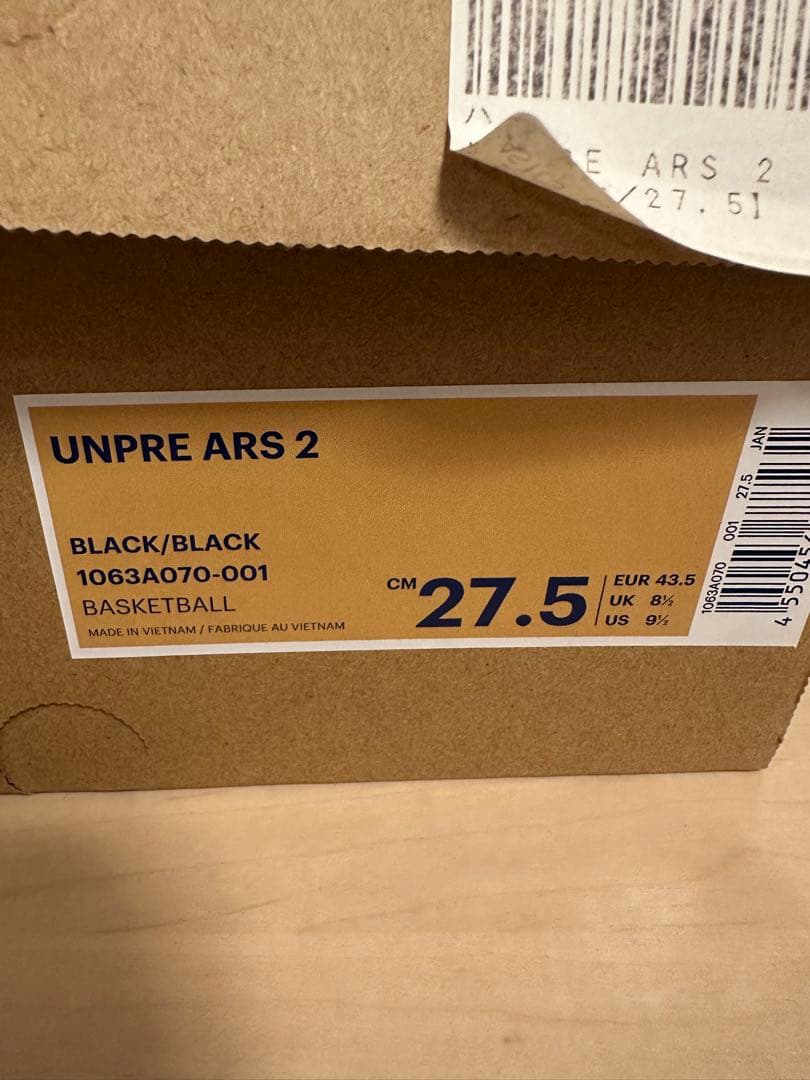 ARS 2
/27.5]
UNPRE ARS 2
BLACK/BLACK
1063A070-001
BASKETBALL
MADE IN VIETNAM / FABRIQUE AU VIETNAM
CM 27.5
EUR 43.5
UK 8½
US 9½
1063A070 001 27.5 JAN